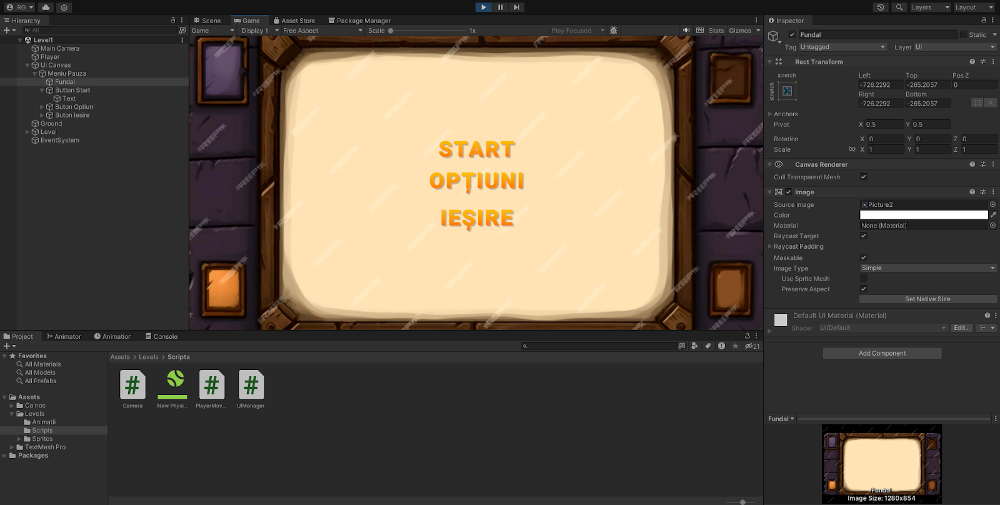 RG
Layers
Layout
Hierarchy
All
Level1
Main Camera
Player
UI Canvas
Meniu Pauza
Fundal
Button Start
Text
Buton Optiuni
Buton Iesire
Ground
Level
EventSystem
Scene
Game
Asset Store
Package Manager
Game
Display 1
Free Aspect
Scale
1x
Play Focused
Stats
Gizmos
START
OPȚIUNI
IEȘIRE
FREEPIK
Inspector
Fundal
Static
Tag Untagged
Layer UI
Rect Transform
stretch
stretch
Left Top Pos Z
-726.2292 -265.2057 0
Right Bottom
-726.2292 -265.2057
R
Anchors
Pivot X 0.5 Y 0.5
Rotation X 0 Y 0 Z 0
Scale X 1 Y 1 Z 1
Canvas Renderer
Cull Transparent Mesh
Image
Source Image Picture2
Color
Material None (Material)
Raycast Target
Raycast Padding
Maskable
Image Type Simple
Use Sprite Mesh
Preserve Aspect
Set Native Size
Default UI Material (Material)
Shader UI/Default Edit...
Add Component
Fundal
Fundal
Image Size: 1280x854
Project
Animator
Animation
Console
21
Favorites
All Materials
All Models
All Prefabs
Assets
Cainos
Levels
Animatii
Scripts
Sprites
TextMesh Pro
Packages
Assets > Levels > Scripts
Camera
New Physi...
PlayerMov...
UIManager